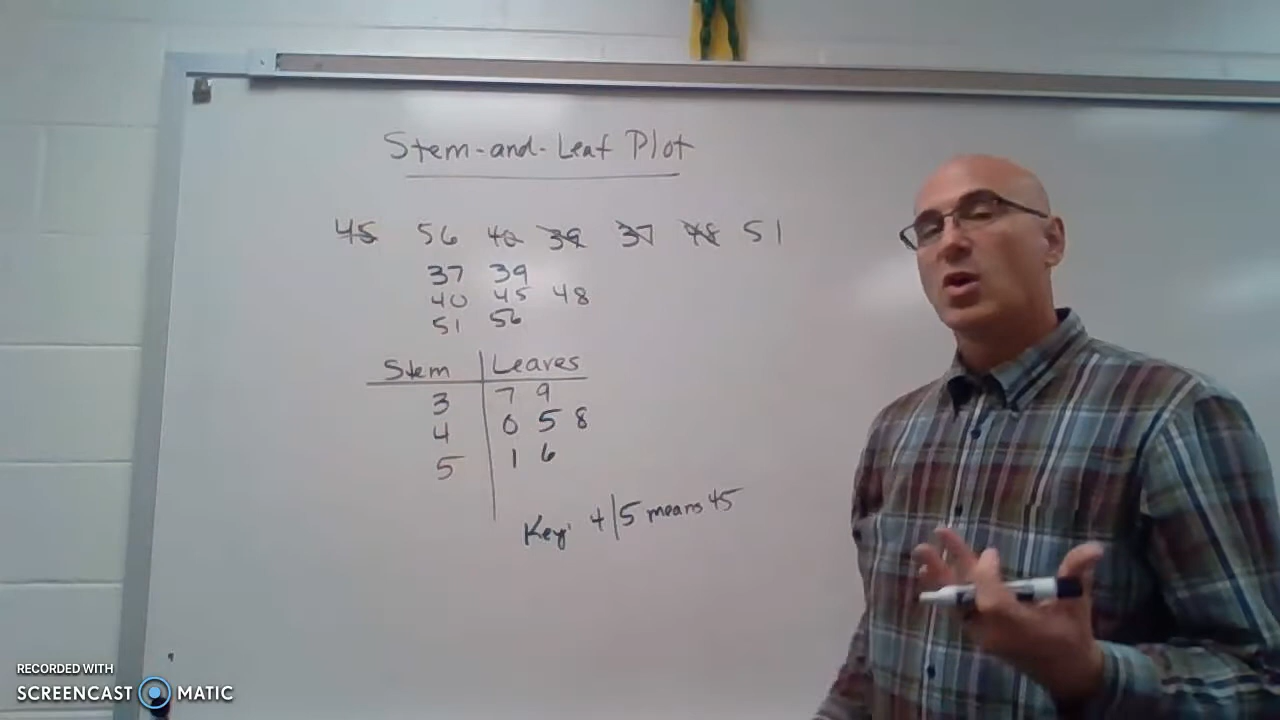 Stem-and-Leaf Plot
45 56 40 39 37 48 51
37 39
40 45 48
51 56
Stem Leaves
3 7 9
4 0 5 8
5 1 6
Key: 4|5 means 45
RECORDED WITH
SCREENCAST MATIC